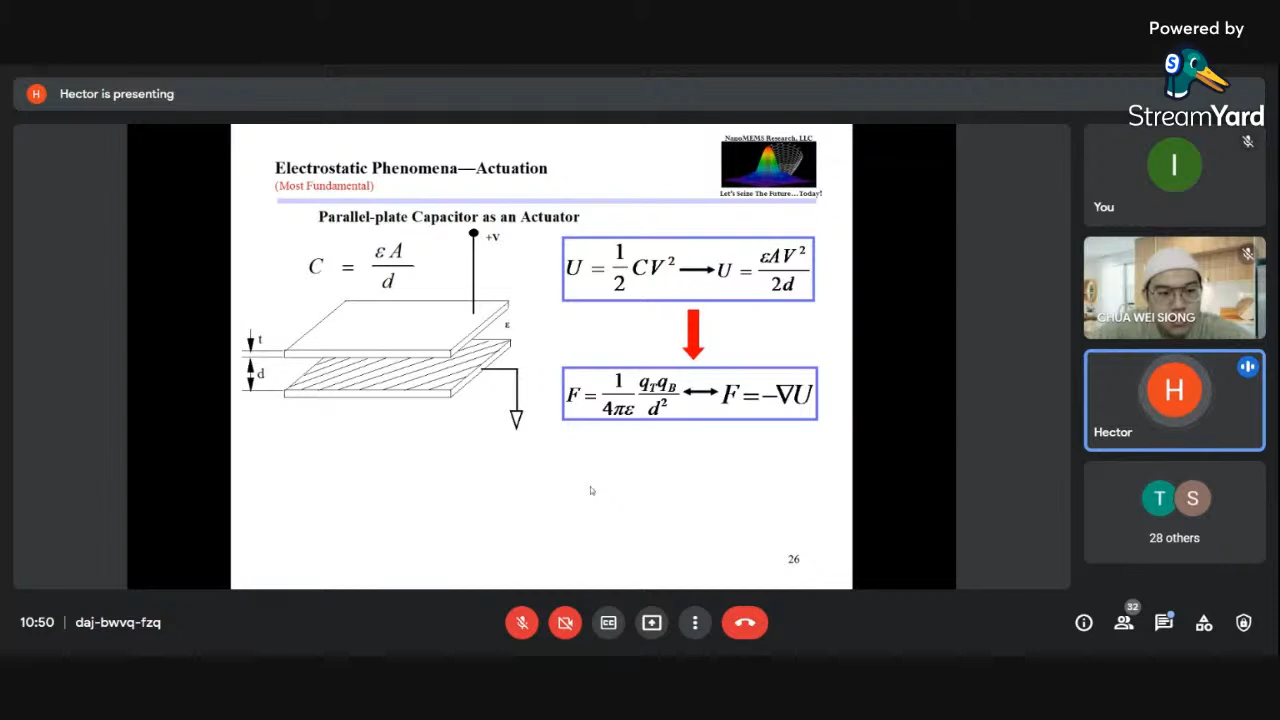 Powered by
S
StreamYard
H Hector is presenting
NanoMEMS Research, LLC
Electrostatic Phenomena—Actuation
(Most Fundamental)
Let's Seize The Future…Today!
Parallel-plate Capacitor as an Actuator
+V
C = εA/d
ε
t
d
U = 1/2 CV² → U = εAV²/2d
F = 1/4πε qTqB/d² ↔ F = −∇U
26
I
You
CHUA WEI SIONG
H
Hector
T S
28 others
10:50 | daj-bwvq-fzq
CC
32